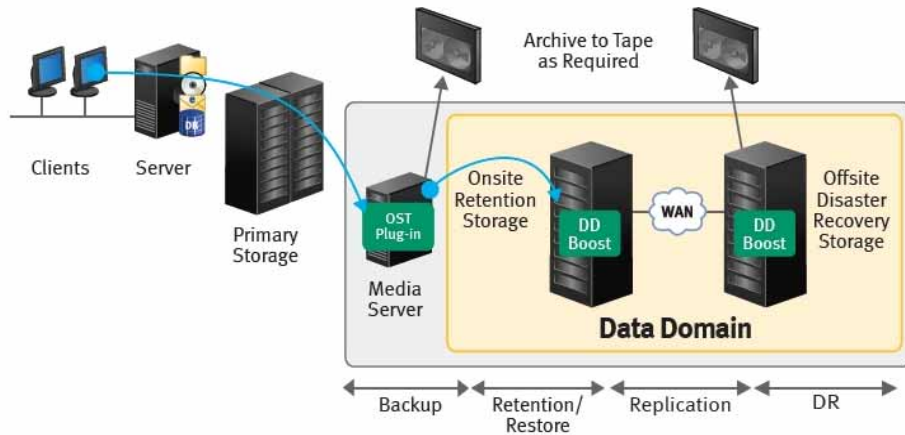 Archive to Tape
as Required
DB
Clients
Server
Primary
Storage
OST
Plug-in
Media
Server
Onsite
Retention
Storage
DD
Boost
WAN
DD
Boost
Offsite
Disaster
Recovery
Storage
Data Domain
Backup
Retention/
Restore
Replication
DR